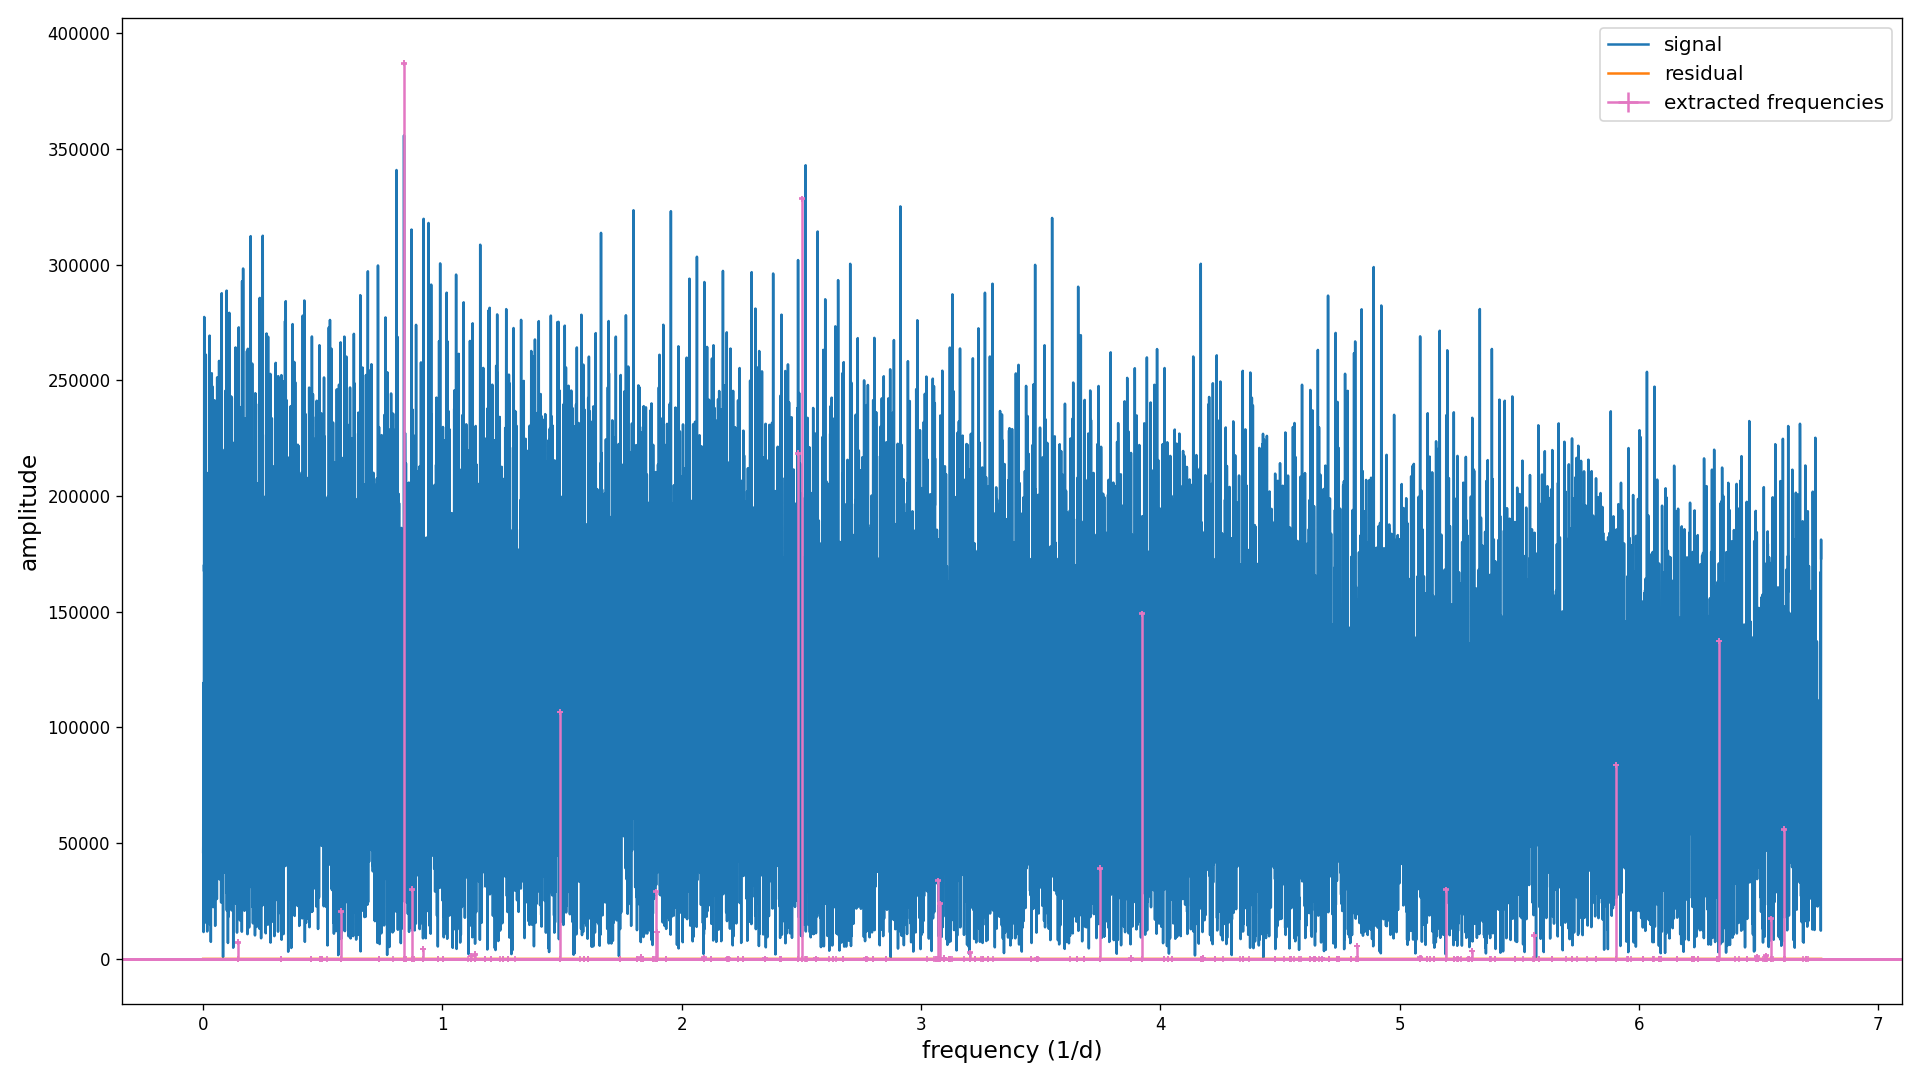 400000
350000
300000
250000
200000
150000
100000
50000
0
amplitude
signal
residual
extracted frequencies
0 1 2 3 4 5 6 7
frequency (1/d)